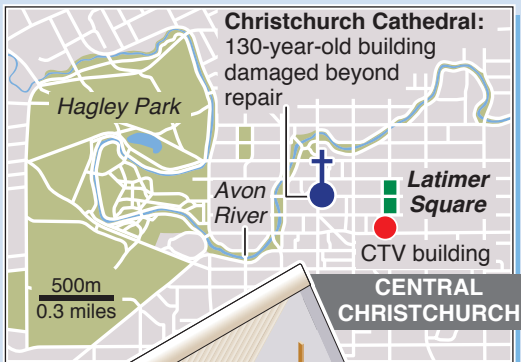 Christchurch Cathedral:
130-year-old building
damaged beyond
repair
Hagley Park
Avon
River
Latimer
Square
CTV building
500m
0.3 miles
CENTRAL
CHRISTCHURCH